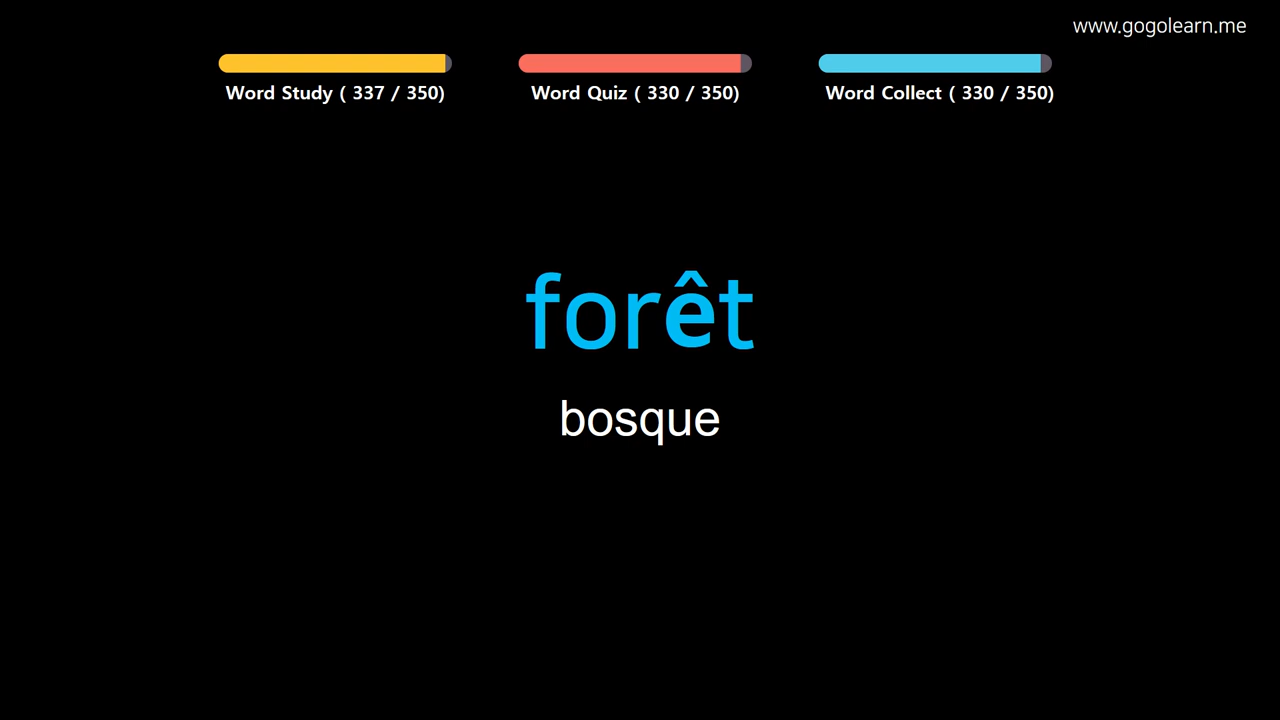 www.gogolearn.me
Word Study ( 337 / 350)
Word Quiz ( 330 / 350)
Word Collect ( 330 / 350)
forêt
bosque